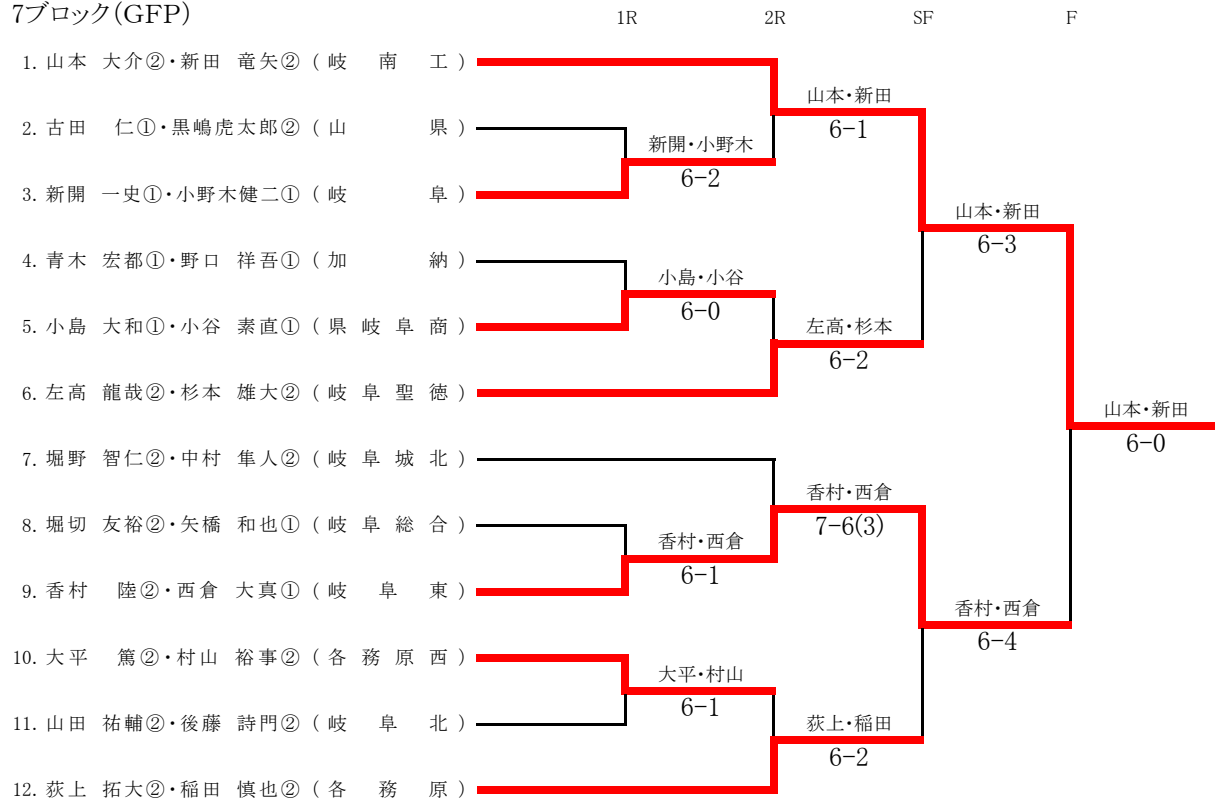 7ブロック(GFP)
1R 2R SF F
1. 山本 大介②・新田 竜矢② ( 岐 南 工 )
山本・新田
6-1
2. 古田 仁①・黒嶋虎太郎② ( 山 県 )
新開・小野木
6-2
3. 新開 一史①・小野木健二① ( 岐 阜 )
山本・新田
6-3
4. 青木 宏都①・野口 祥吾① ( 加 納 )
小島・小谷
6-0
5. 小島 大和①・小谷 素直① ( 県 岐 阜 商 )
左高・杉本
6-2
6. 左高 龍哉②・杉本 雄大② ( 岐 阜 聖 徳 )
山本・新田
6-0
7. 堀野 智仁②・中村 隼人② ( 岐 阜 城 北 )
香村・西倉
7-6(3)
8. 堀切 友裕②・矢橋 和也① ( 岐 阜 総 合 )
香村・西倉
6-1
9. 香村 陸②・西倉 大真① ( 岐 阜 東 )
香村・西倉
6-4
10. 大平 篤②・村山 裕事② ( 各 務 原 西 )
大平・村山
6-1
11. 山田 祐輔②・後藤 詩門② ( 岐 阜 北 )
荻上・稲田
6-2
12. 荻上 拓大②・稲田 慎也② ( 各 務 原 )